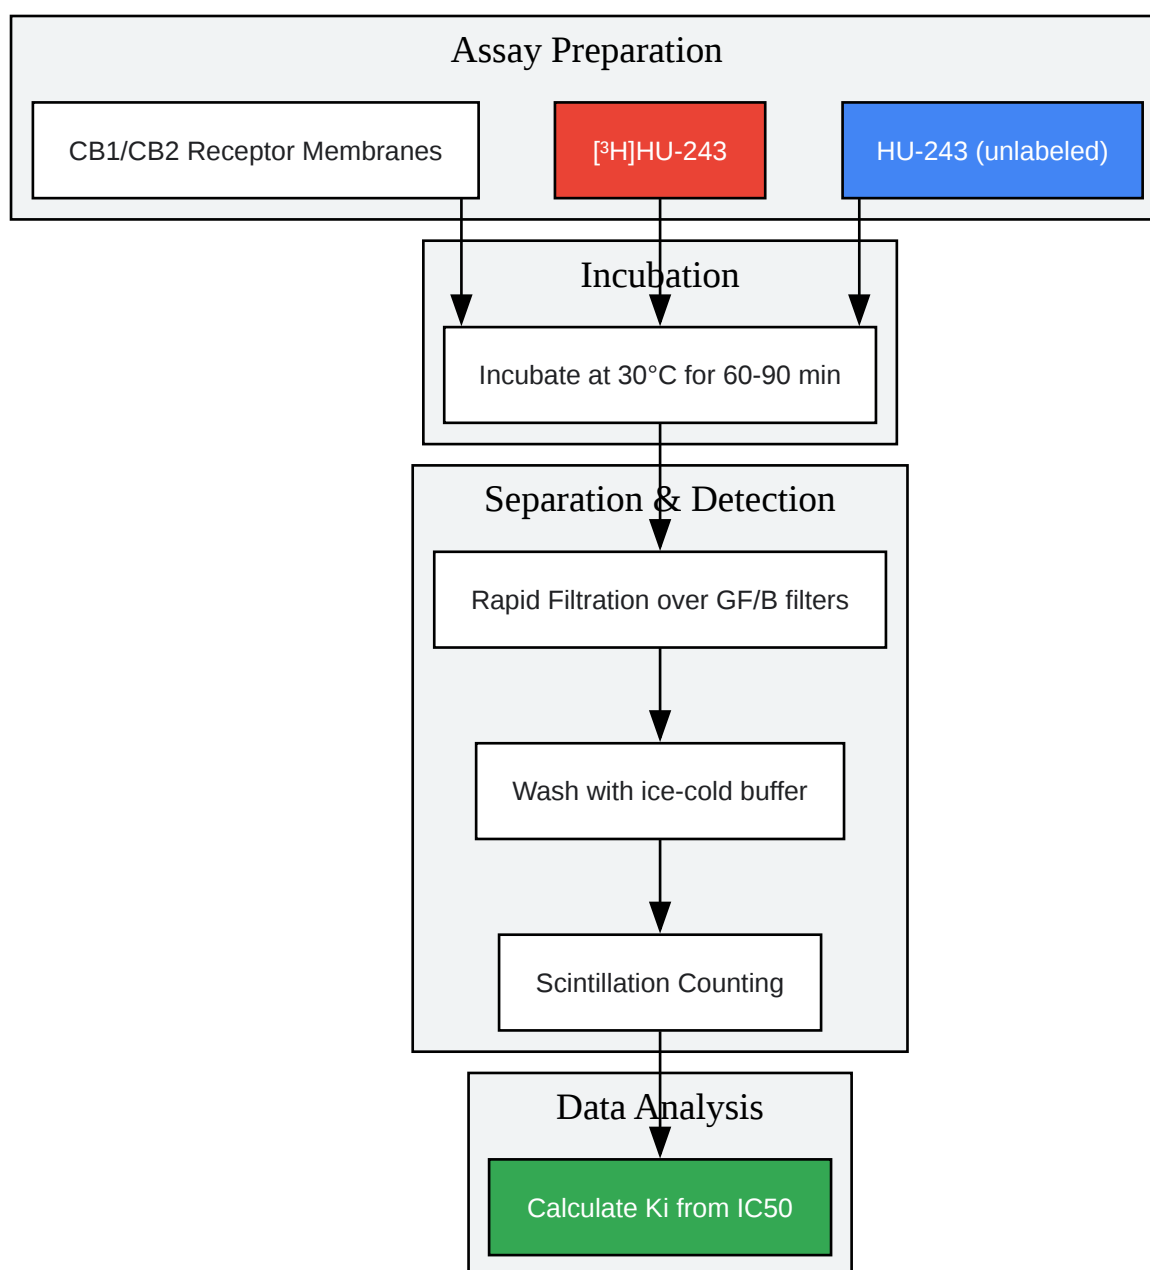 Assay Preparation
CB1/CB2 Receptor Membranes
[³H]HU-243
HU-243 (unlabeled)
Incubation
Incubate at 30°C for 60-90 min
Separation & Detection
Rapid Filtration over GF/B filters
Wash with ice-cold buffer
Scintillation Counting
Data Analysis
Calculate Ki from IC50